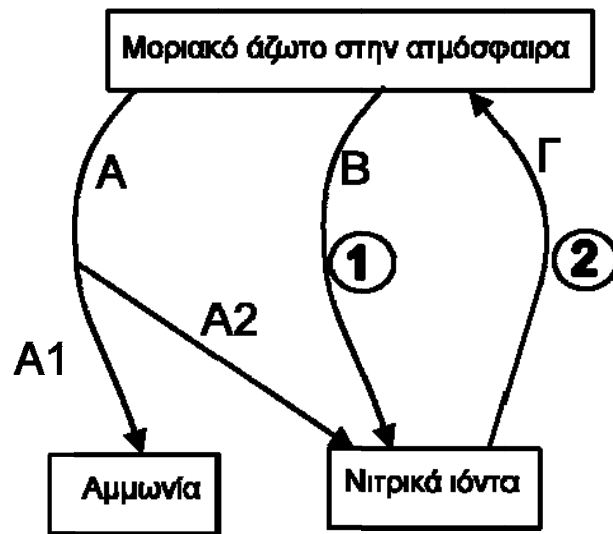 Μοριακό άζωτο στην ατμόσφαιρα
Α
Β
Γ
1
2
Α2
Α1
Αμμωνία
Νιτρικά ιόντα